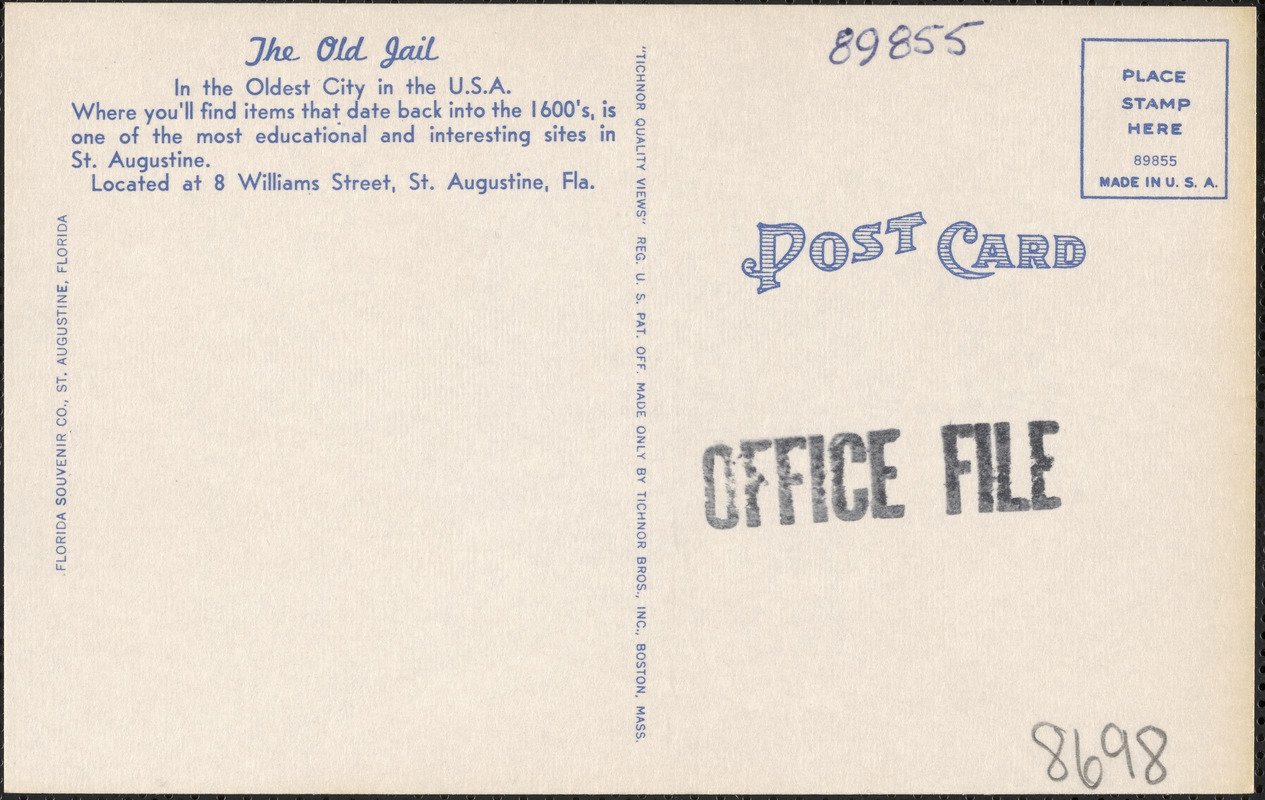 The Old Jail
In the Oldest City in the U.S.A.
Where you'll find items that date back into the 1600's, is
one of the most educational and interesting sites in
St. Augustine.
Located at 8 Williams Street, St. Augustine, Fla.
FLORIDA SOUVENIR CO., ST. AUGUSTINE, FLORIDA
"TICHNOR QUALITY VIEWS" REG. U. S. PAT. OFF. MADE ONLY BY TICHNOR BROS., INC., BOSTON, MASS.
89855
PLACE
STAMP
HERE
89855
MADE IN U. S. A.
POST CARD
OFFICE FILE
8698